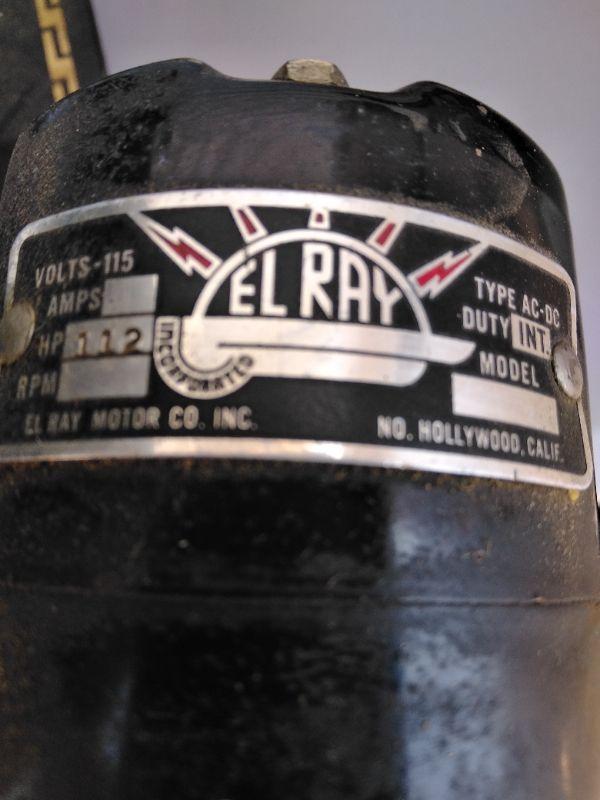 VOLTS-115
AMPS
HP 112
RPM
EL RAY MOTOR CO. INC.
EL RAY
INCORPORATED
TYPE AC-DC
DUTY INT.
MODEL
NO. HOLLYWOOD, CALIF.